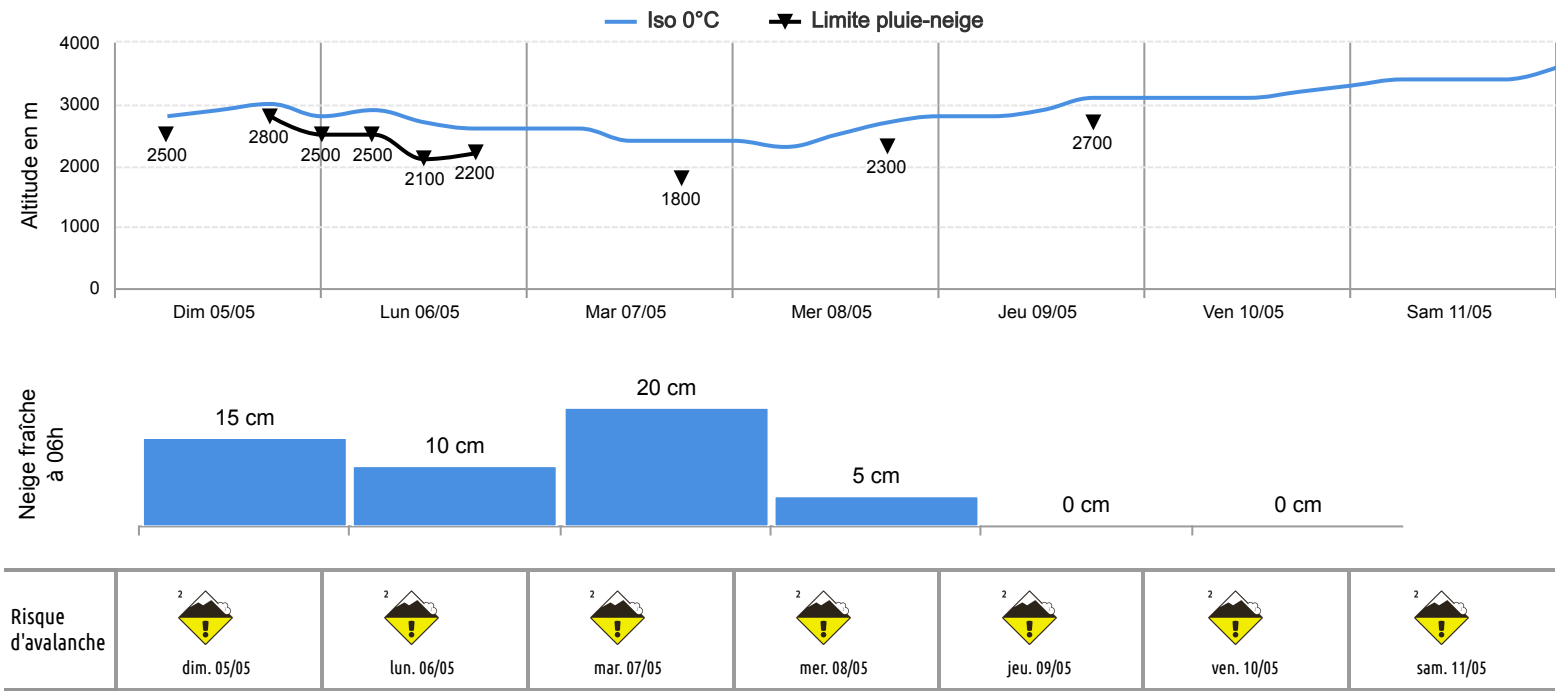 Iso 0°C Limite pluie-neige
Altitude en m
4000
3000
2000
1000
0
2500 2800 2500 2500 2100 2200 1800 2300 2700
Dim 05/05 Lun 06/05 Mar 07/05 Mer 08/05 Jeu 09/05 Ven 10/05 Sam 11/05
Neige fraîche
à 06h
15 cm 10 cm 20 cm 5 cm 0 cm 0 cm
Risque
d'avalanche
2 2 2 2 2 2 2
dim. 05/05 lun. 06/05 mar. 07/05 mer. 08/05 jeu. 09/05 ven. 10/05 sam. 11/05